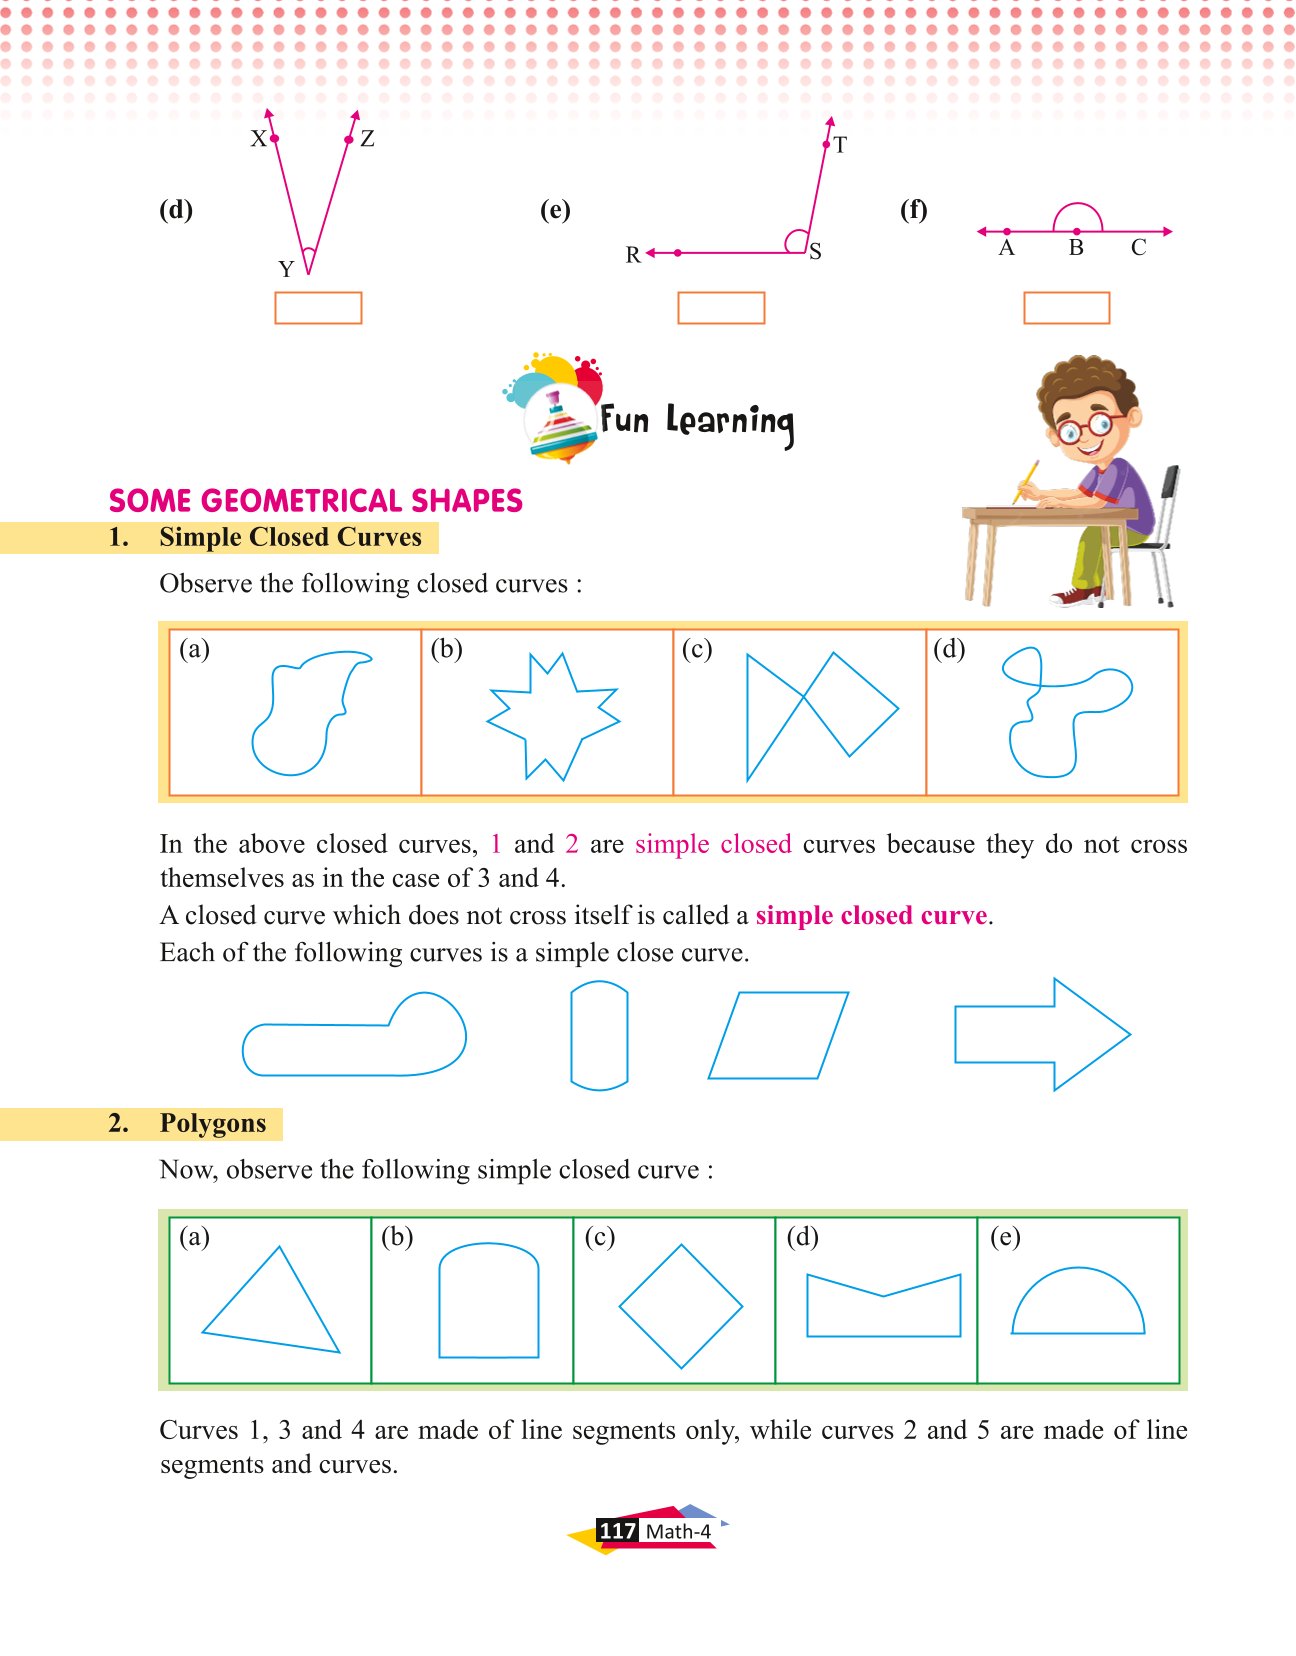 X Z
T
(d) (e) (f)
R S A B C
Y
Fun Learning
SOME GEOMETRICAL SHAPES
1. Simple Closed Curves
Observe the following closed curves :
(a) (b) (c) (d)
In the above closed curves, 1 and 2 are simple closed curves because they do not cross
themselves as in the case of 3 and 4.
A closed curve which does not cross itself is called a simple closed curve.
Each of the following curves is a simple close curve.
2. Polygons
Now, observe the following simple closed curve :
(a) (b) (c) (d) (e)
Curves 1, 3 and 4 are made of line segments only, while curves 2 and 5 are made of line
segments and curves.
117 Math-4